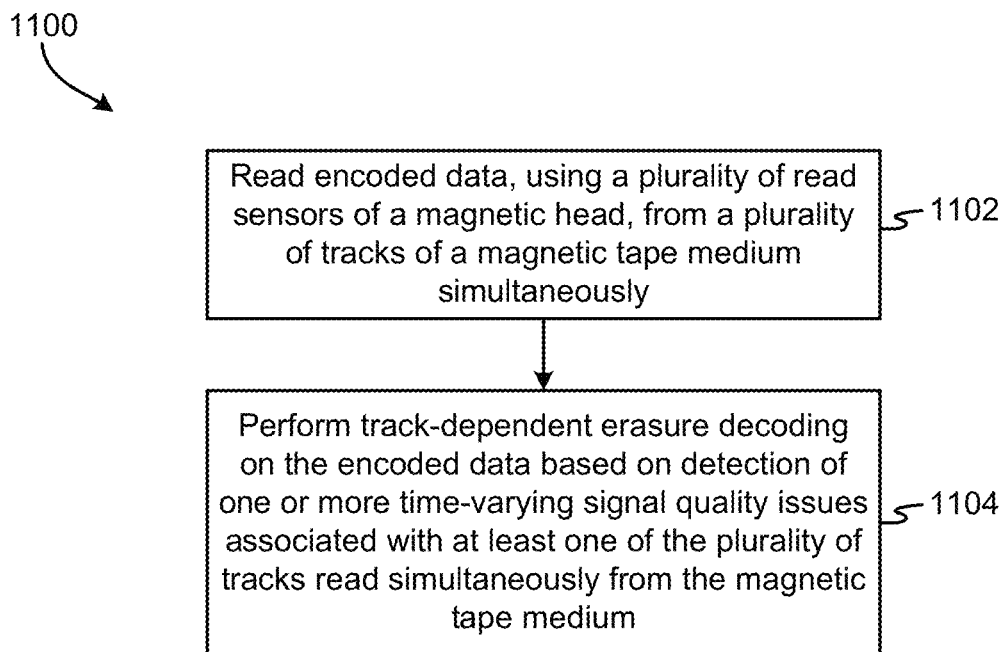 1100
Read encoded data, using a plurality of read
sensors of a magnetic head, from a plurality
of tracks of a magnetic tape medium
simultaneously
1102
Perform track-dependent erasure decoding
on the encoded data based on detection of
one or more time-varying signal quality issues
associated with at least one of the plurality of
tracks read simultaneously from the magnetic
tape medium
1104